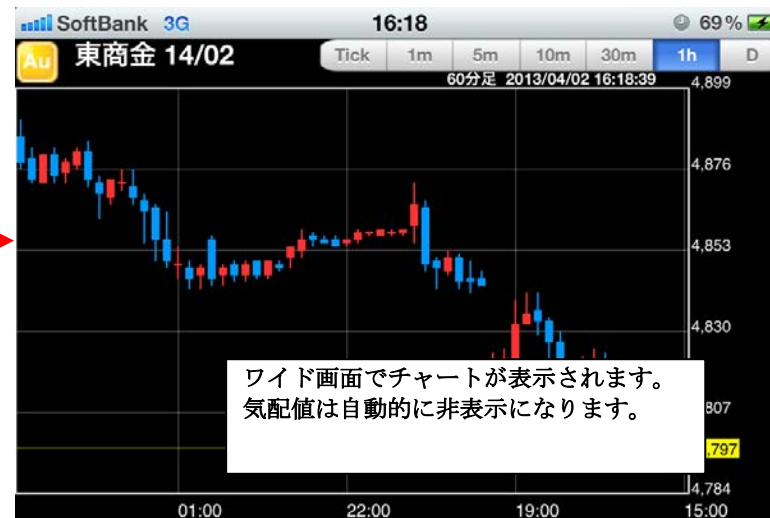 SoftBank 3G 16:18 69%
Au 東商金 14/02 Tick 1m 5m 10m 30m 1h D
60分足 2013/04/02 16:18:39 4,899
4,876
4,853
4,830
ワイド画面でチャートが表示されます。
気配値は自動的に非表示になります。
807
,797
4,784
01:00 22:00 19:00 15:00